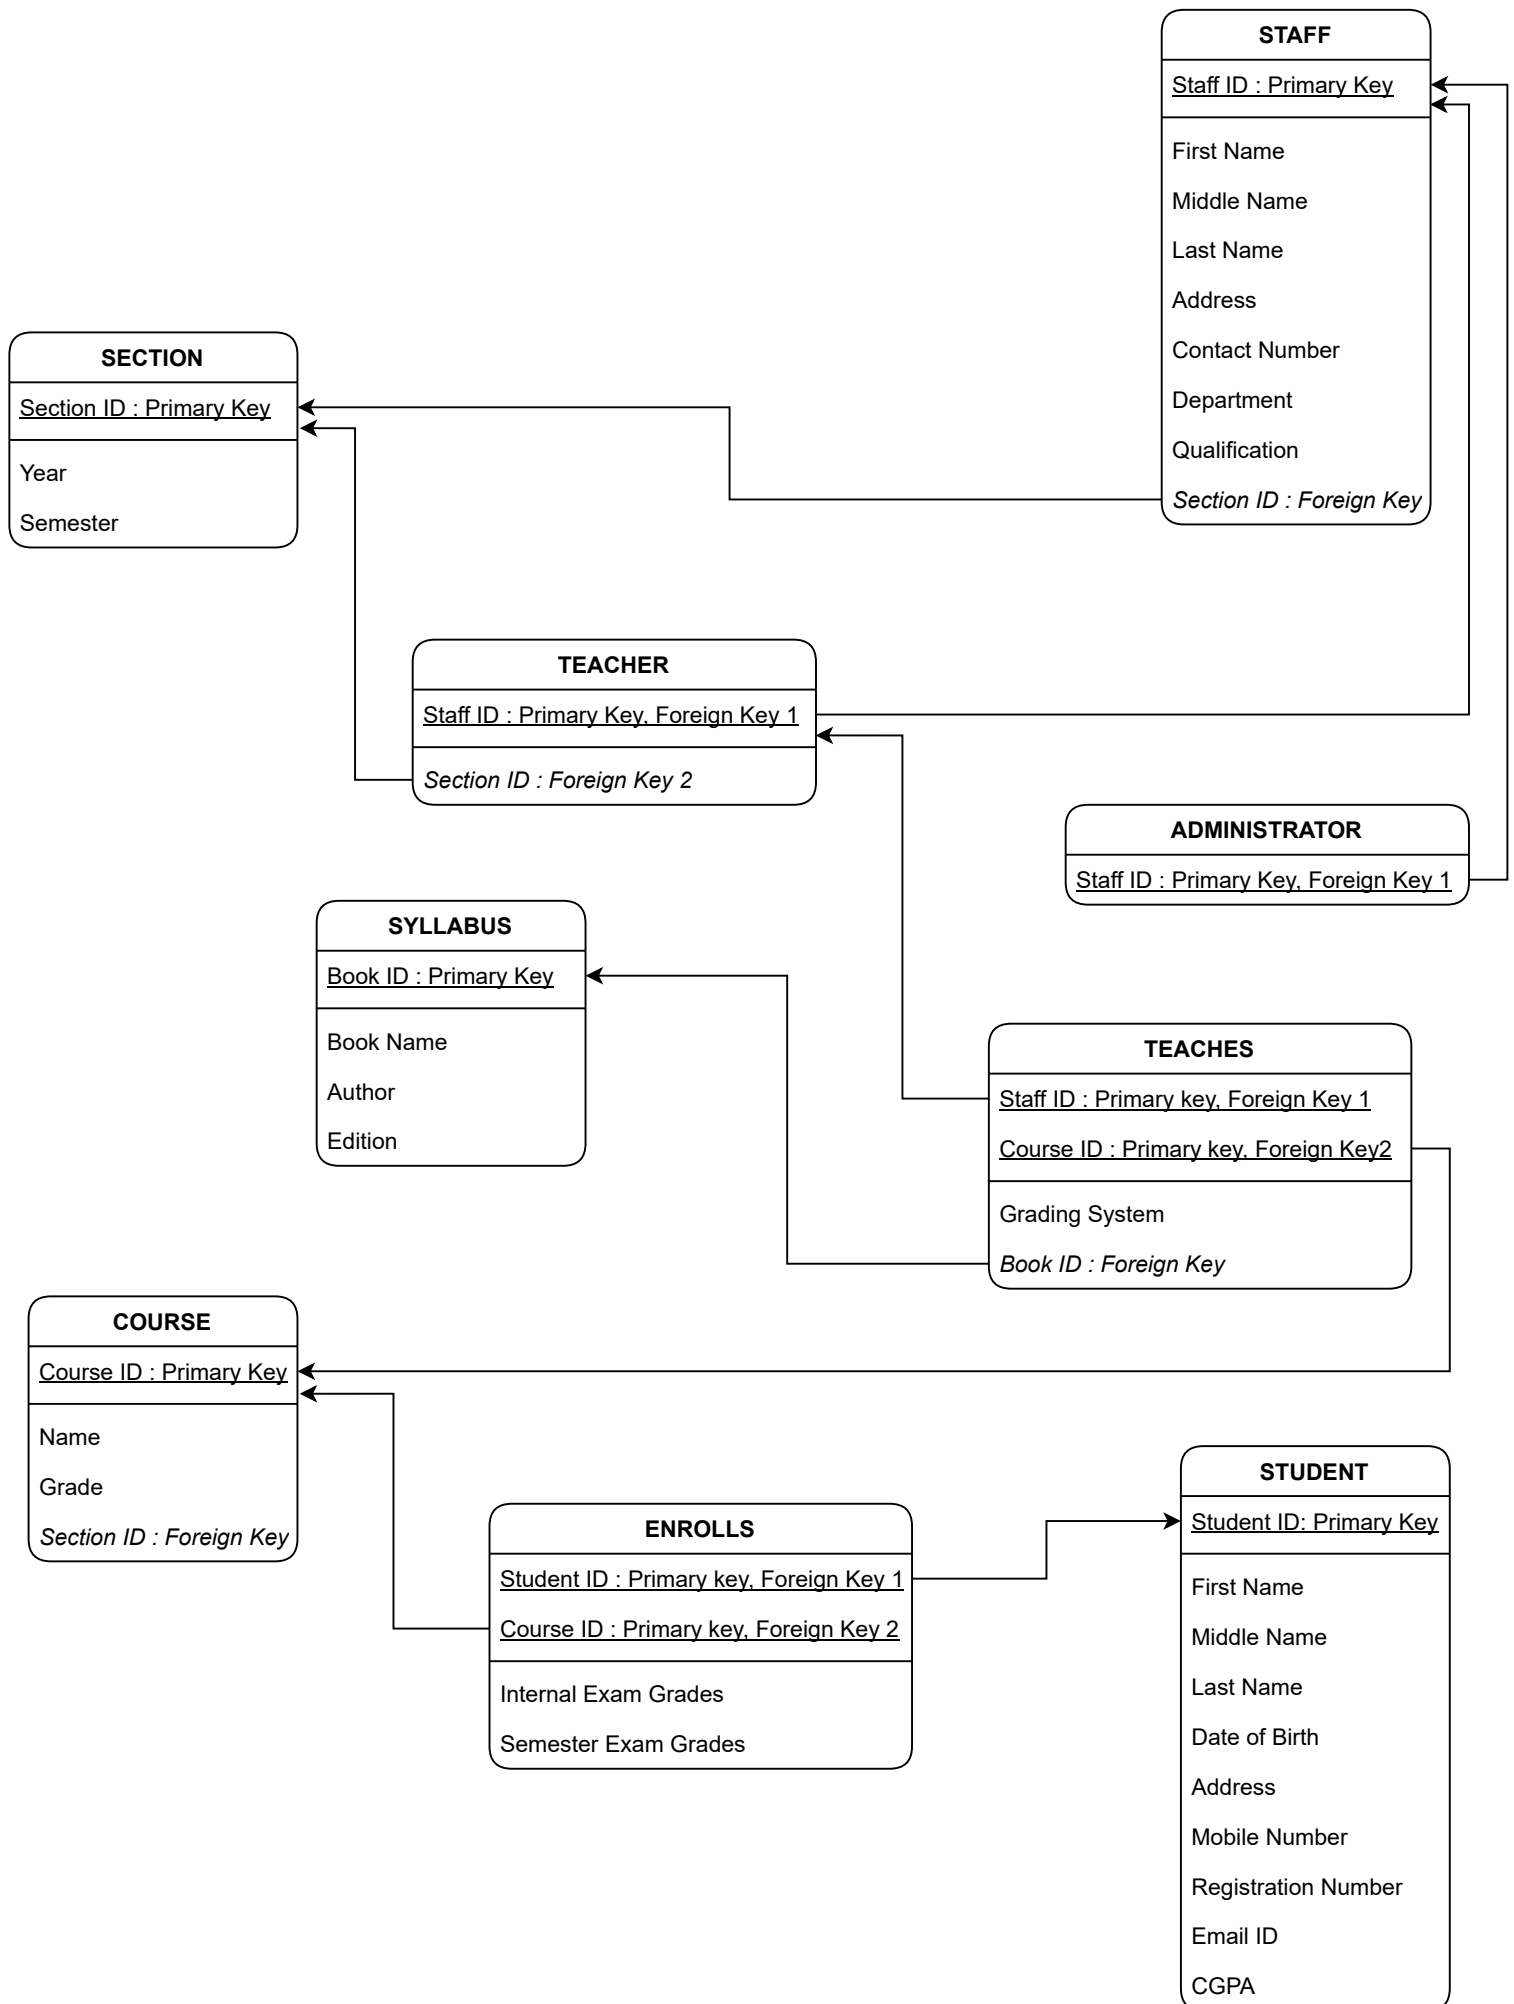 STAFF
Staff ID : Primary Key
First Name
Middle Name
Last Name
Address
Contact Number
Department
Qualification
Section ID : Foreign Key
SECTION
Section ID : Primary Key
Year
Semester
TEACHER
Staff ID : Primary Key, Foreign Key 1
Section ID : Foreign Key 2
ADMINISTRATOR
Staff ID : Primary Key, Foreign Key 1
SYLLABUS
Book ID : Primary Key
Book Name
Author
Edition
TEACHES
Staff ID : Primary key, Foreign Key 1
Course ID : Primary key, Foreign Key2
Grading System
Book ID : Foreign Key
COURSE
Course ID : Primary Key
Name
Grade
Section ID : Foreign Key
ENROLLS
Student ID : Primary key, Foreign Key 1
Course ID : Primary key, Foreign Key 2
Internal Exam Grades
Semester Exam Grades
STUDENT
Student ID: Primary Key
First Name
Middle Name
Last Name
Date of Birth
Address
Mobile Number
Registration Number
Email ID
CGPA